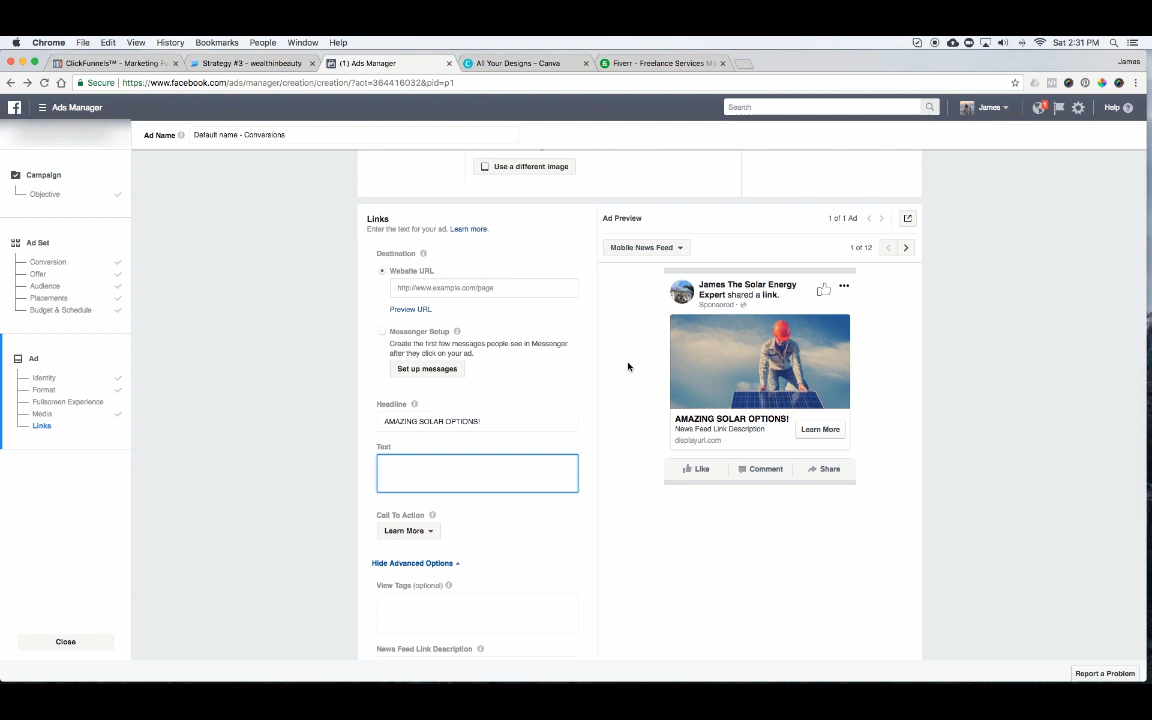 Chrome File Edit View History Bookmarks People Window Help Sat 2:31 PM
ClickFunnels™ - Marketing Fu Strategy #3 - wealthinbeauty (1) Ads Manager All Your Designs – Canva Fiverr - Freelance Services M James
Secure https://www.facebook.com/ads/manager/creation/creation/?act=364416032&pid=p1
Ads Manager Search James 1 Help
Ad Name Default name - Conversions
Campaign
Objective
Ad Set
Conversion
Offer
Audience
Placements
Budget & Schedule
Ad
Identity
Format
Fullscreen Experience
Media
Links
Close
Use a different image
Links
Enter the text for your ad. Learn more.
Destination
Website URL
http://www.example.com/page
Preview URL
Messenger Setup
Create the first few messages people see in Messenger
after they click on your ad.
Set up messages
Headline
AMAZING SOLAR OPTIONS!
Text
Call To Action
Learn More
Hide Advanced Options
View Tags (optional)
News Feed Link Description
Ad Preview 1 of 1 Ad
Mobile News Feed 1 of 12
James The Solar Energy
Expert shared a link.
Sponsored ·
AMAZING SOLAR OPTIONS!
News Feed Link Description
displayurl.com
Learn More
Like Comment Share
Report a Problem